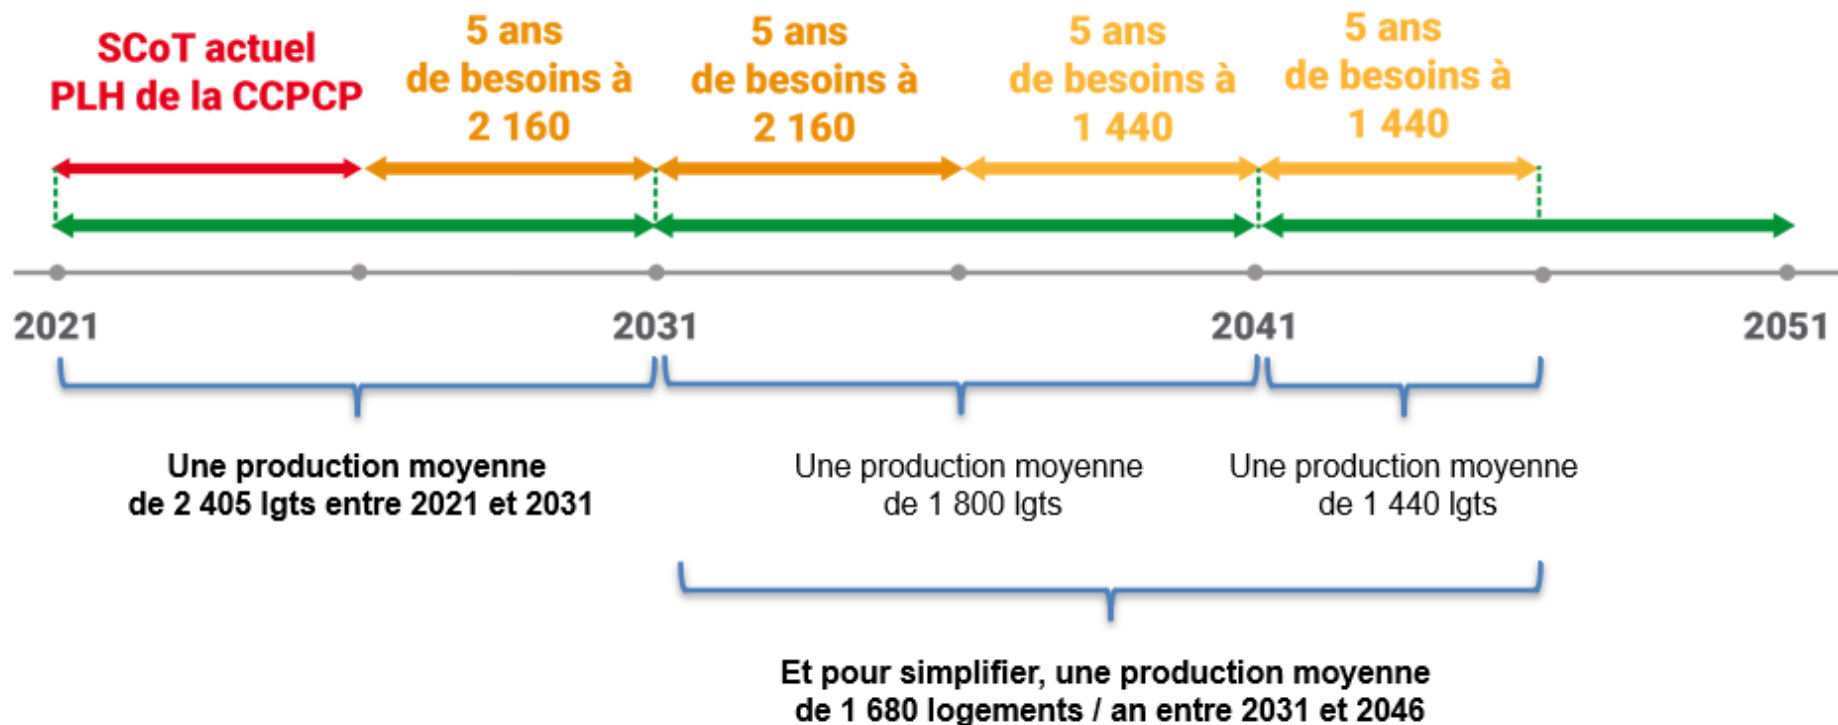 SCoT actuel
PLH de la CCPCP
5 ans
de besoins à
2 160
5 ans
de besoins à
2 160
5 ans
de besoins à
1 440
5 ans
de besoins à
1 440
2021
2031
2041
2051
Une production moyenne
de 2 405 lgts entre 2021 et 2031
Une production moyenne
de 1 800 lgts
Une production moyenne
de 1 440 lgts
Et pour simplifier, une production moyenne
de 1 680 logements / an entre 2031 et 2046